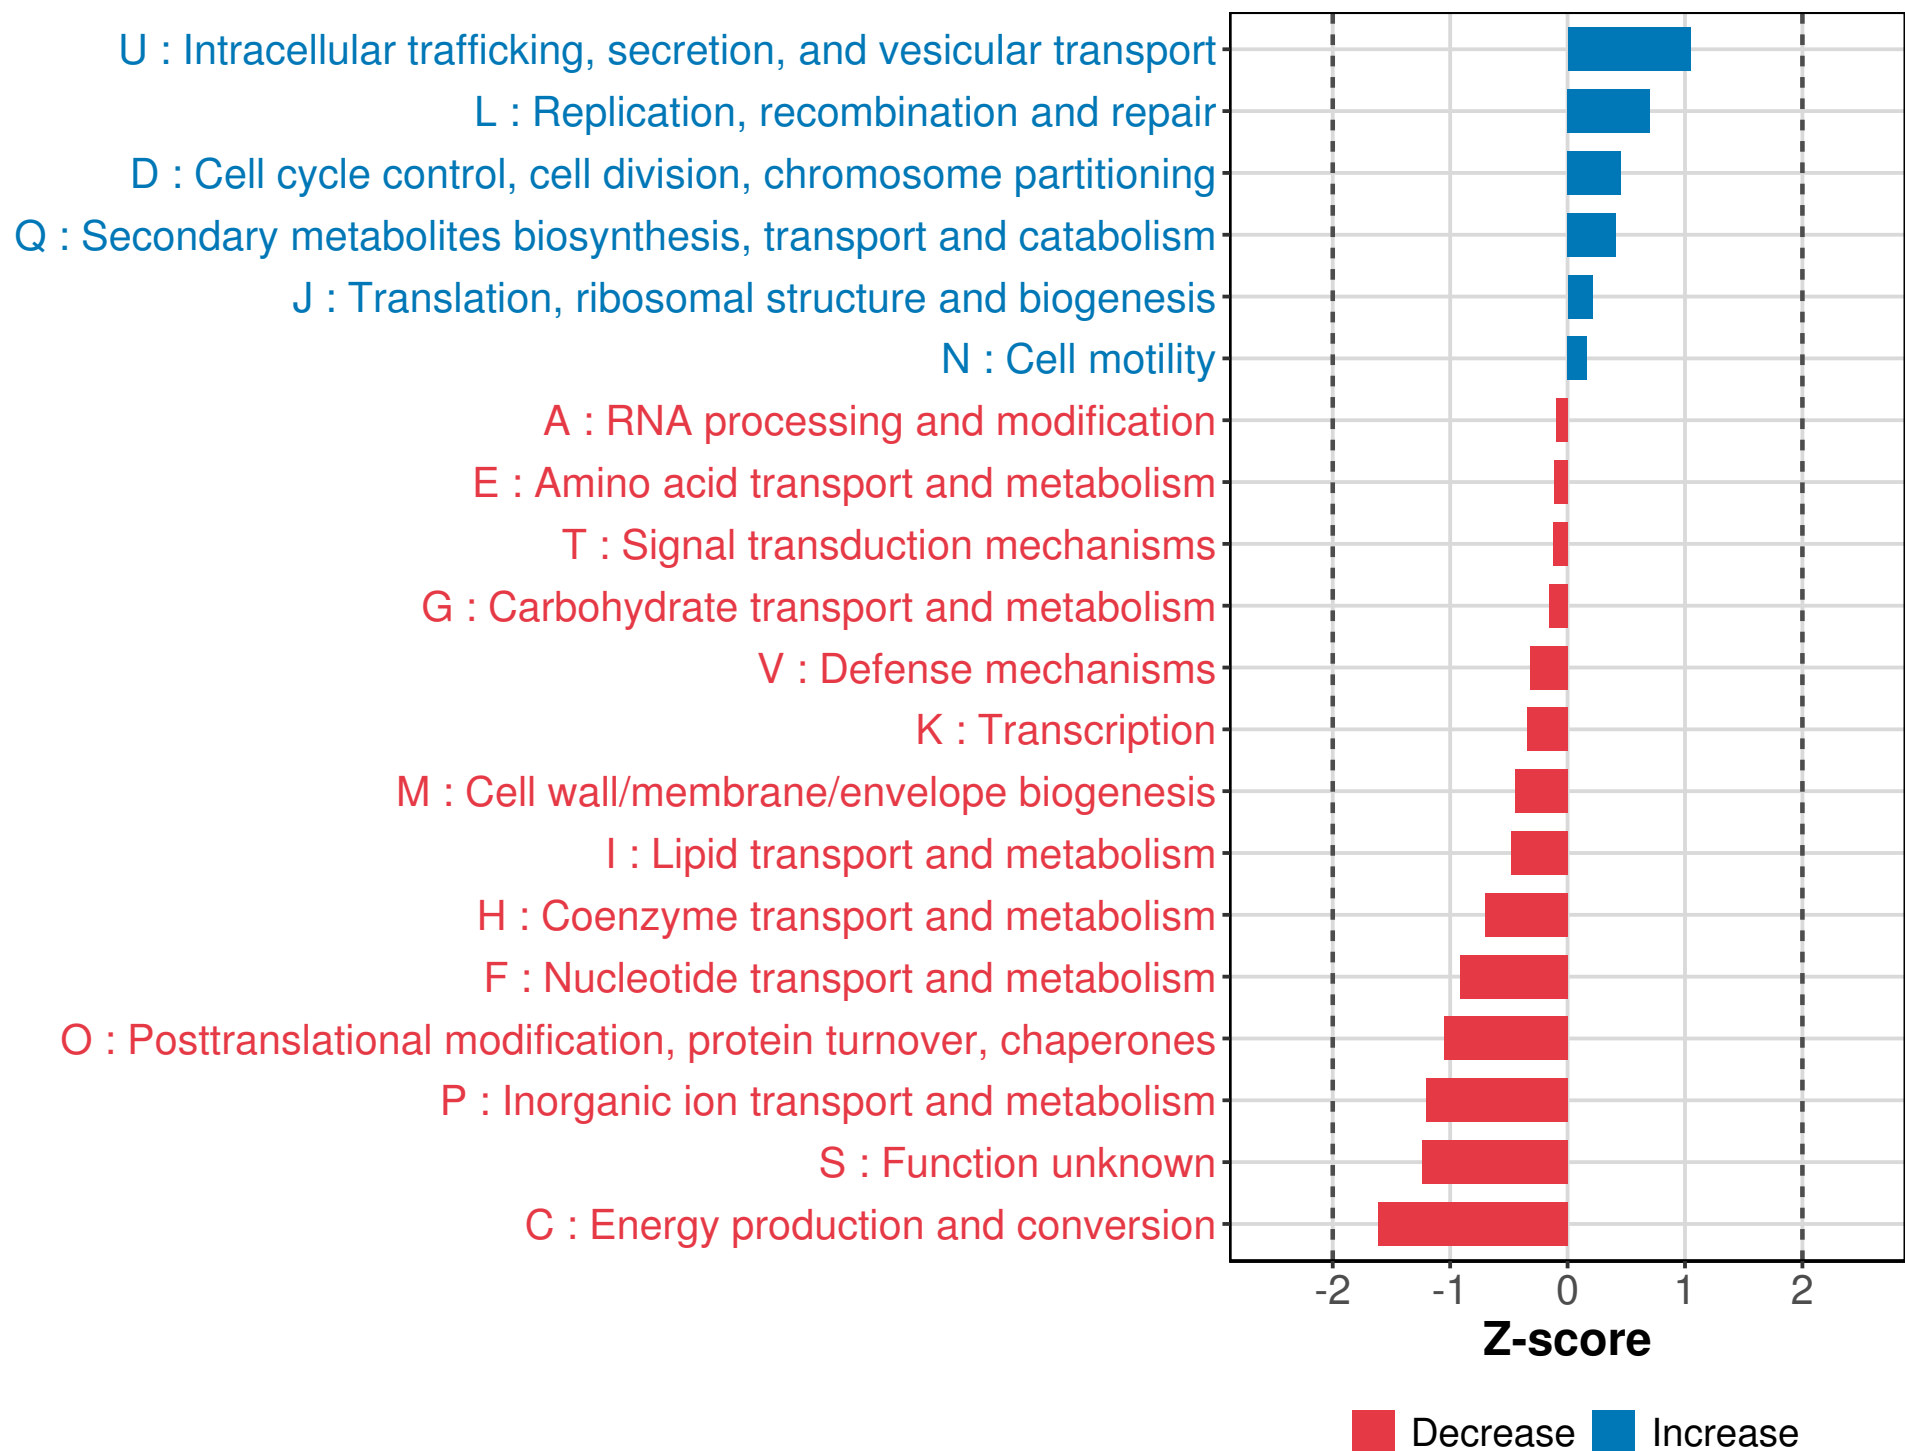 U : Intracellular trafficking, secretion, and vesicular transport
L : Replication, recombination and repair
D : Cell cycle control, cell division, chromosome partitioning
Q : Secondary metabolites biosynthesis, transport and catabolism
J : Translation, ribosomal structure and biogenesis
N : Cell motility
A : RNA processing and modification
E : Amino acid transport and metabolism
T : Signal transduction mechanisms
G : Carbohydrate transport and metabolism
V : Defense mechanisms
K : Transcription
M : Cell wall/membrane/envelope biogenesis
I : Lipid transport and metabolism
H : Coenzyme transport and metabolism
F : Nucleotide transport and metabolism
O : Posttranslational modification, protein turnover, chaperones
P : Inorganic ion transport and metabolism
S : Function unknown
C : Energy production and conversion
-2 -1 0 1 2
Z-score
Decrease Increase